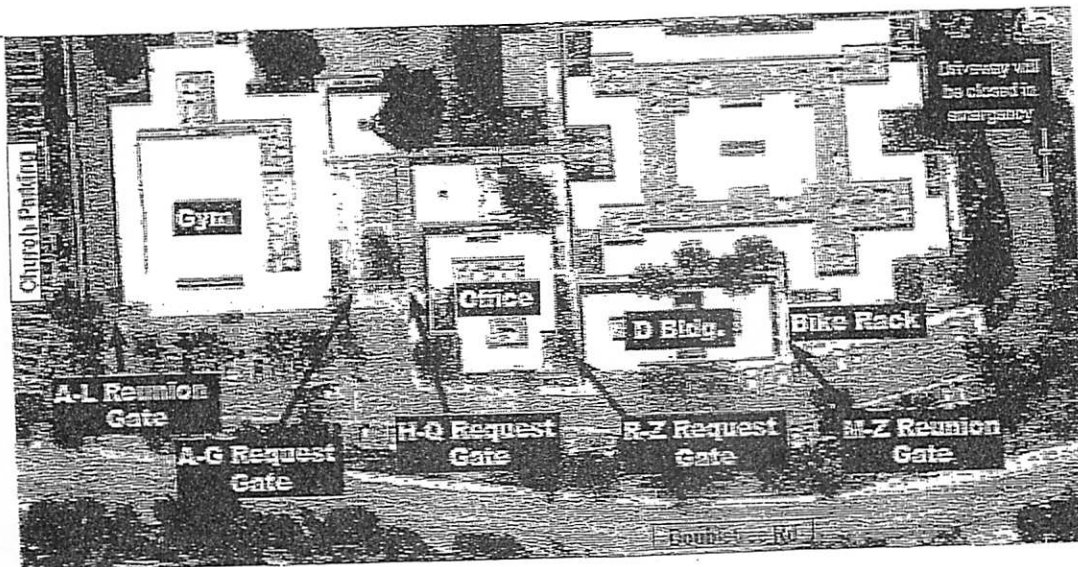 Driveway will
be closed in
emergency
Church Parking
Gym
Office
D Bldg.
Bike Rack
A-L Reunion
Gate
A-G Request
Gate
H-Q Request
Gate
R-Z Request
Gate
M-Z Reunion
Gate
Rd